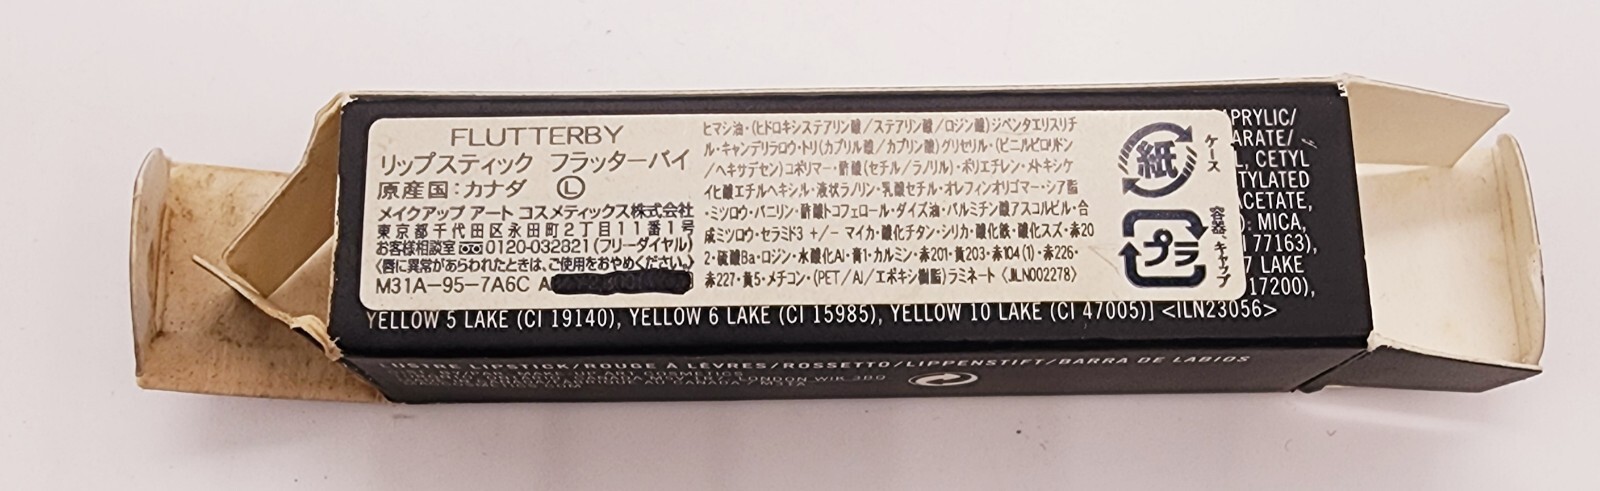 FLUTTERBY
リップスティック フラッターバイ
原産国:カナダ Ⓛ
メイクアップ アート コスメティックス株式会社
東京都千代田区永田町2丁目11番1号
お客様相談室 0120-032821(フリーダイヤル)
〈唇に異常があらわれたときは、ご使用をおやめください。〉
M31A-95-7A6C A
ヒマシ油・(ヒドロキシステアリン酸/ステアリン酸/ロジン酸)ジペンタエリスリチ
ル・キャンデリラロウ・トリ(カプリル酸/カプリン酸)グリセリル・(ビニルピロリドン
/ヘキサデセン)コポリマー・酢酸(セチル/ラノリル)・ポリエチレン・メトキシケ
イヒ酸エチルヘキシル・液状ラノリン・乳酸セチル・オレフィンオリゴマー・シア脂
・ミツロウ・バニリン・酢酸トコフェロール・ダイズ油・パルミチン酸アスコルビル・合
成ミツロウ・セラミド3 +/- マイカ・酸化チタン・シリカ・酸化鉄・酸化スズ・赤20
2・硫酸Ba・ロジン・水酸化Al・青1・カルミン・赤201・黄203・赤104(1)・赤226・
赤227・黄5・メチコン・(PET/Al/エポキシ樹脂)ラミネート〈JLN002278〉
紙
ケース
プラ
容器、キャップ
APRYLIC/
ARATE/
, CETYL
TYLATED
ACETATE,
: MICA,
77163),
7 LAKE
17200),
YELLOW 5 LAKE (CI 19140), YELLOW 6 LAKE (CI 15985), YELLOW 10 LAKE (CI 47005)] <ILN23056>
LUSTRE LIPSTICK/ROUGE À LÈVRES/ROSSETTO/LIPPENSTIFT/BARRA DE LABIOS
LONDON W1K 3BQ